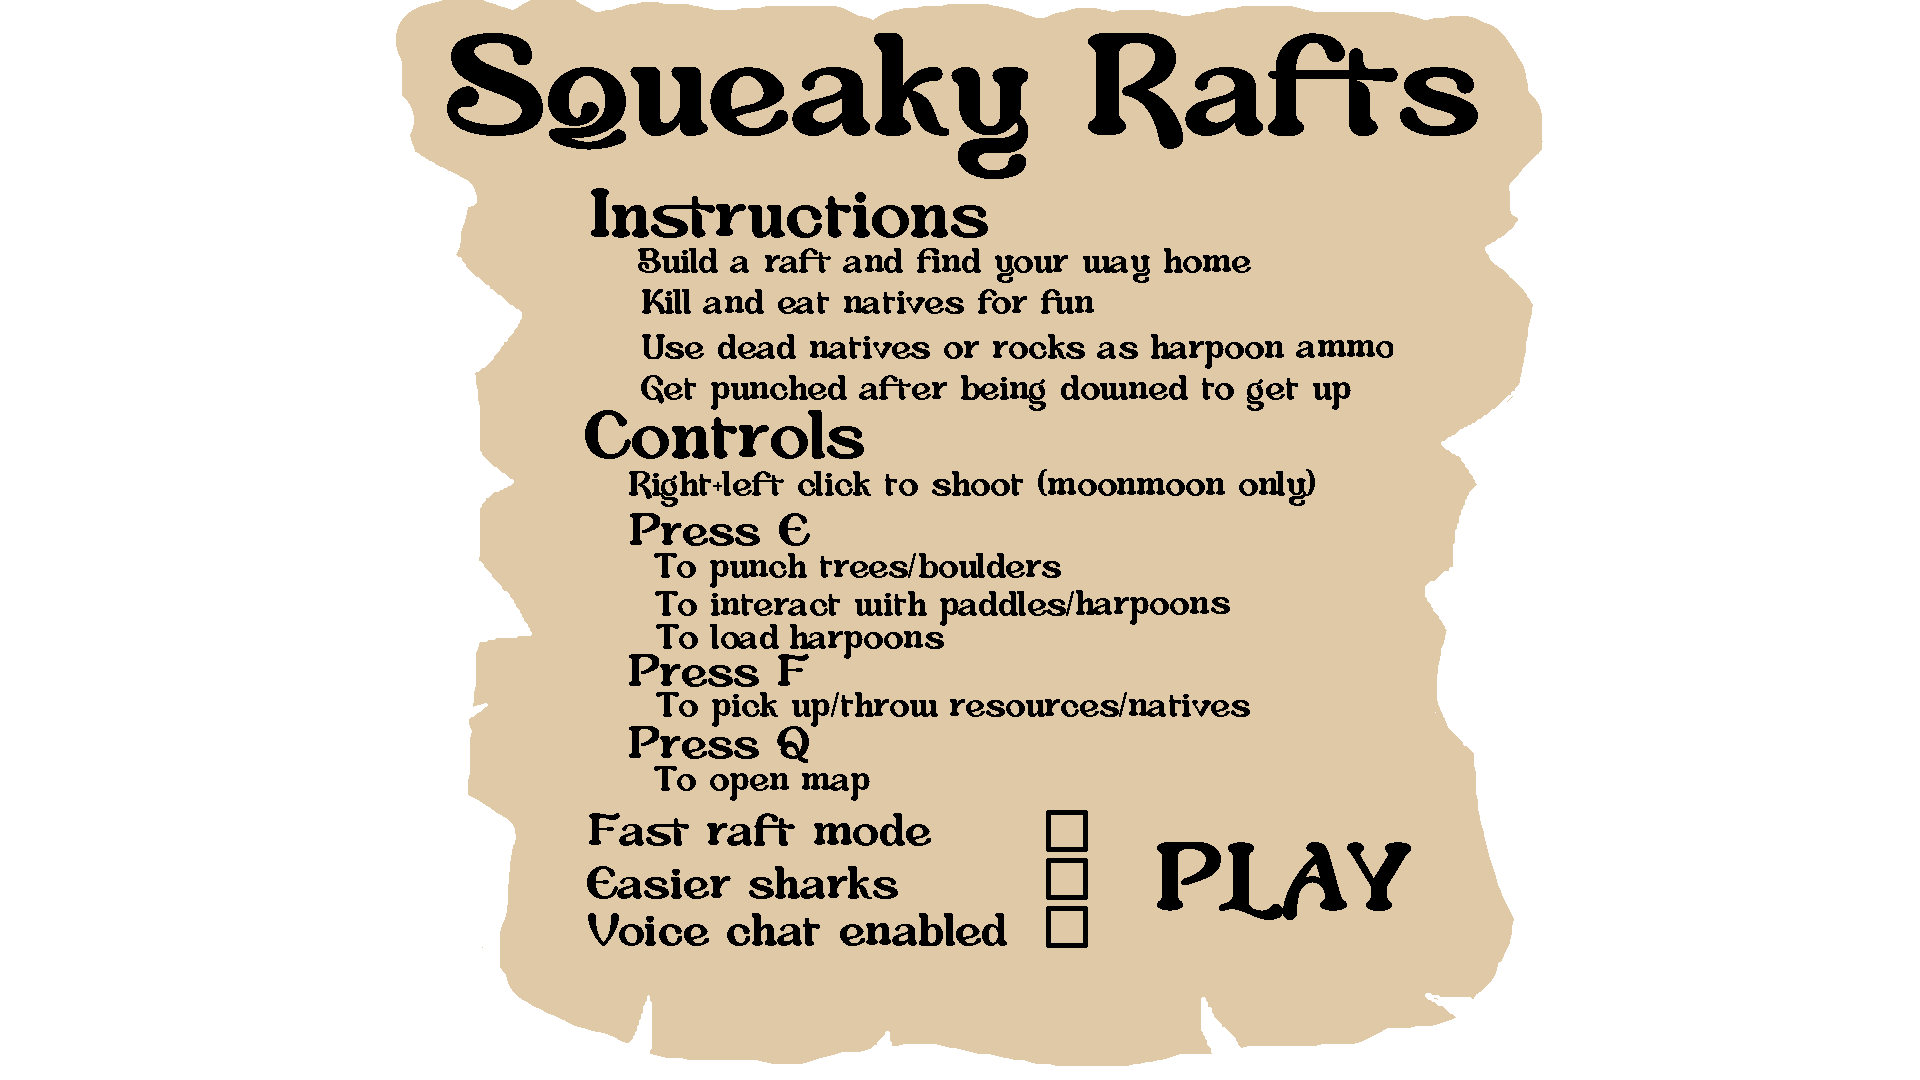 Squeaky Rafts
Instructions
Build a raft and find your way home
Kill and eat natives for fun
Use dead natives or rocks as harpoon ammo
Get punched after being downed to get up
Controls
Right+left click to shoot (moonmoon only)
Press E
To punch trees/boulders
To interact with paddles/harpoons
To load harpoons
Press F
To pick up/throw resources/natives
Press Q
To open map
Fast raft mode
Easier sharks
Voice chat enabled
PLAY